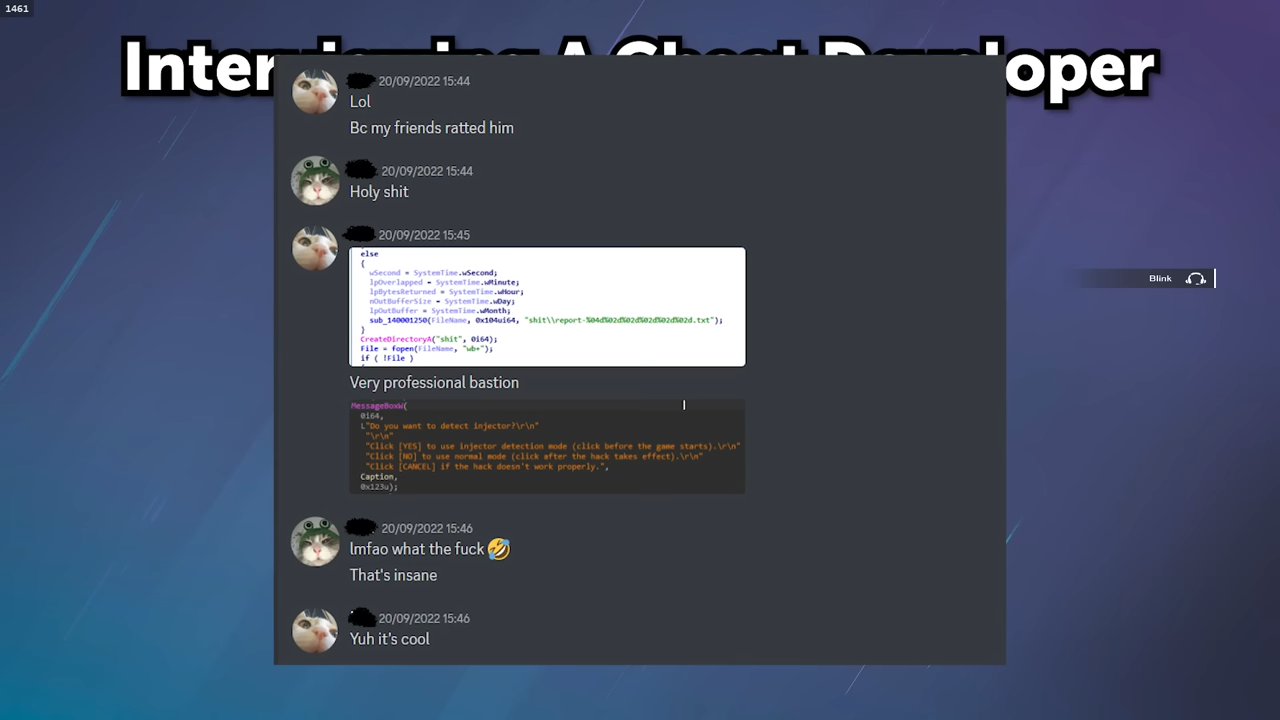 1461
Interviewing A Cheat Developer
20/09/2022 15:44
Lol
Bc my friends ratted him
20/09/2022 15:44
Holy shit
20/09/2022 15:45
else
{
wSecond = SystemTime.wSecond;
lpOverlapped = SystemTime.wMinute;
lpBytesReturned = SystemTime.wHour;
nOutBufferSize = SystemTime.wDay;
lpOutBuffer = SystemTime.wMonth;
sub_140001250(FileName, 0x104ui64, "shit\\report-%04d%02d%02d%02d%02d%02d.txt");
}
CreateDirectoryA("shit", 0i64);
File = fopen(FileName, "wb+");
if ( !File )
Blink
Very professional bastion
MessageBoxW(
0i64,
L"Do you want to detect injector?\r\n"
"\r\n"
"Click [YES] to use injector detection mode (click before the game starts).\r\n"
"Click [NO] to use normal mode (click after the hack takes effect).\r\n"
"Click [CANCEL] if the hack doesn't work properly.",
Caption,
0x123u);
20/09/2022 15:46
lmfao what the fuck 🤣
That's insane
20/09/2022 15:46
Yuh it's cool